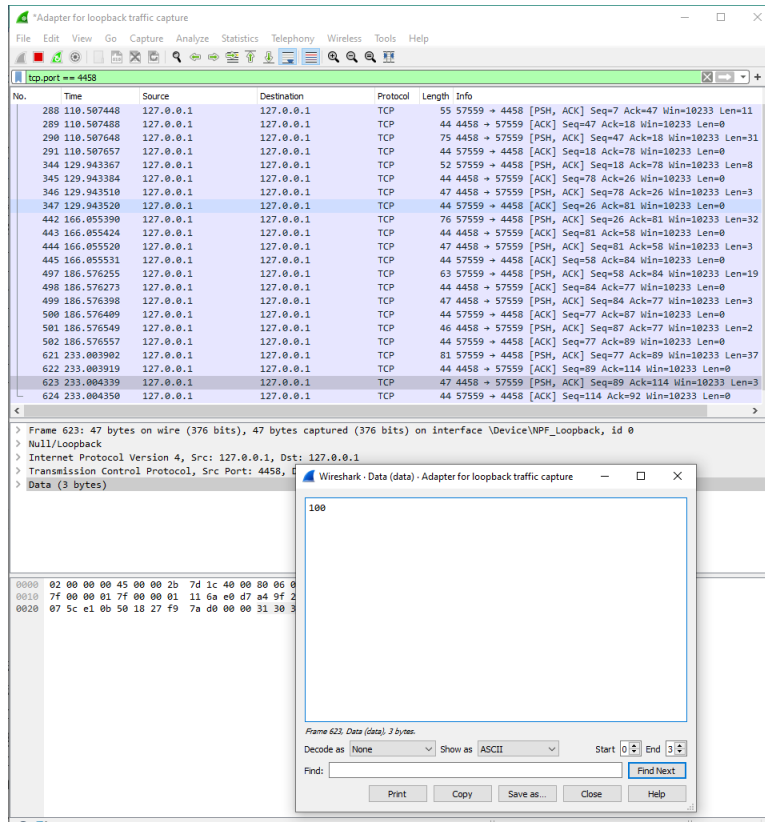 *Adapter for loopback traffic capture
File Edit View Go Capture Analyze Statistics Telephony Wireless Tools Help
tcp.port == 4458
No. Time Source Destination Protocol Length Info
288 110.507448 127.0.0.1 127.0.0.1 TCP 55 57559 → 4458 [PSH, ACK] Seq=7 Ack=47 Win=10233 Len=11
289 110.507488 127.0.0.1 127.0.0.1 TCP 44 4458 → 57559 [ACK] Seq=47 Ack=18 Win=10233 Len=0
290 110.507648 127.0.0.1 127.0.0.1 TCP 75 4458 → 57559 [PSH, ACK] Seq=47 Ack=18 Win=10233 Len=31
291 110.507657 127.0.0.1 127.0.0.1 TCP 44 57559 → 4458 [ACK] Seq=18 Ack=78 Win=10233 Len=0
344 129.943367 127.0.0.1 127.0.0.1 TCP 52 57559 → 4458 [PSH, ACK] Seq=18 Ack=78 Win=10233 Len=8
345 129.943384 127.0.0.1 127.0.0.1 TCP 44 4458 → 57559 [ACK] Seq=78 Ack=26 Win=10233 Len=0
346 129.943510 127.0.0.1 127.0.0.1 TCP 47 4458 → 57559 [PSH, ACK] Seq=78 Ack=26 Win=10233 Len=3
347 129.943520 127.0.0.1 127.0.0.1 TCP 44 57559 → 4458 [ACK] Seq=26 Ack=81 Win=10233 Len=0
442 166.055390 127.0.0.1 127.0.0.1 TCP 76 57559 → 4458 [PSH, ACK] Seq=26 Ack=81 Win=10233 Len=32
443 166.055424 127.0.0.1 127.0.0.1 TCP 44 4458 → 57559 [ACK] Seq=81 Ack=58 Win=10233 Len=0
444 166.055520 127.0.0.1 127.0.0.1 TCP 47 4458 → 57559 [PSH, ACK] Seq=81 Ack=58 Win=10233 Len=3
445 166.055531 127.0.0.1 127.0.0.1 TCP 44 57559 → 4458 [ACK] Seq=58 Ack=84 Win=10233 Len=0
497 186.576255 127.0.0.1 127.0.0.1 TCP 63 57559 → 4458 [PSH, ACK] Seq=58 Ack=84 Win=10233 Len=19
498 186.576273 127.0.0.1 127.0.0.1 TCP 44 4458 → 57559 [ACK] Seq=84 Ack=77 Win=10233 Len=0
499 186.576398 127.0.0.1 127.0.0.1 TCP 47 4458 → 57559 [PSH, ACK] Seq=84 Ack=77 Win=10233 Len=3
500 186.576409 127.0.0.1 127.0.0.1 TCP 44 57559 → 4458 [ACK] Seq=77 Ack=87 Win=10233 Len=0
501 186.576549 127.0.0.1 127.0.0.1 TCP 46 4458 → 57559 [PSH, ACK] Seq=87 Ack=77 Win=10233 Len=2
502 186.576557 127.0.0.1 127.0.0.1 TCP 44 57559 → 4458 [ACK] Seq=77 Ack=89 Win=10233 Len=0
621 233.003902 127.0.0.1 127.0.0.1 TCP 81 57559 → 4458 [PSH, ACK] Seq=77 Ack=89 Win=10233 Len=37
622 233.003919 127.0.0.1 127.0.0.1 TCP 44 4458 → 57559 [ACK] Seq=89 Ack=114 Win=10233 Len=0
623 233.004339 127.0.0.1 127.0.0.1 TCP 47 4458 → 57559 [PSH, ACK] Seq=89 Ack=114 Win=10233 Len=3
624 233.004350 127.0.0.1 127.0.0.1 TCP 44 57559 → 4458 [ACK] Seq=114 Ack=92 Win=10233 Len=0
Frame 623: 47 bytes on wire (376 bits), 47 bytes captured (376 bits) on interface \Device\NPF_Loopback, id 0
Null/Loopback
Internet Protocol Version 4, Src: 127.0.0.1, Dst: 127.0.0.1
Transmission Control Protocol, Src Port: 4458, D
Data (3 bytes)
0000 02 00 00 00 45 00 00 2b 7d 1c 40 00 80 06 0
0010 7f 00 00 01 7f 00 00 01 11 6a e0 d7 a4 9f 2
0020 07 5c e1 0b 50 18 27 f9 7a d0 00 00 31 30 3
Wireshark · Data (data) · Adapter for loopback traffic capture
100
Frame 623, Data (data), 3 bytes.
Decode as None Show as ASCII Start 0 End 3
Find: Find Next
Print Copy Save as... Close Help